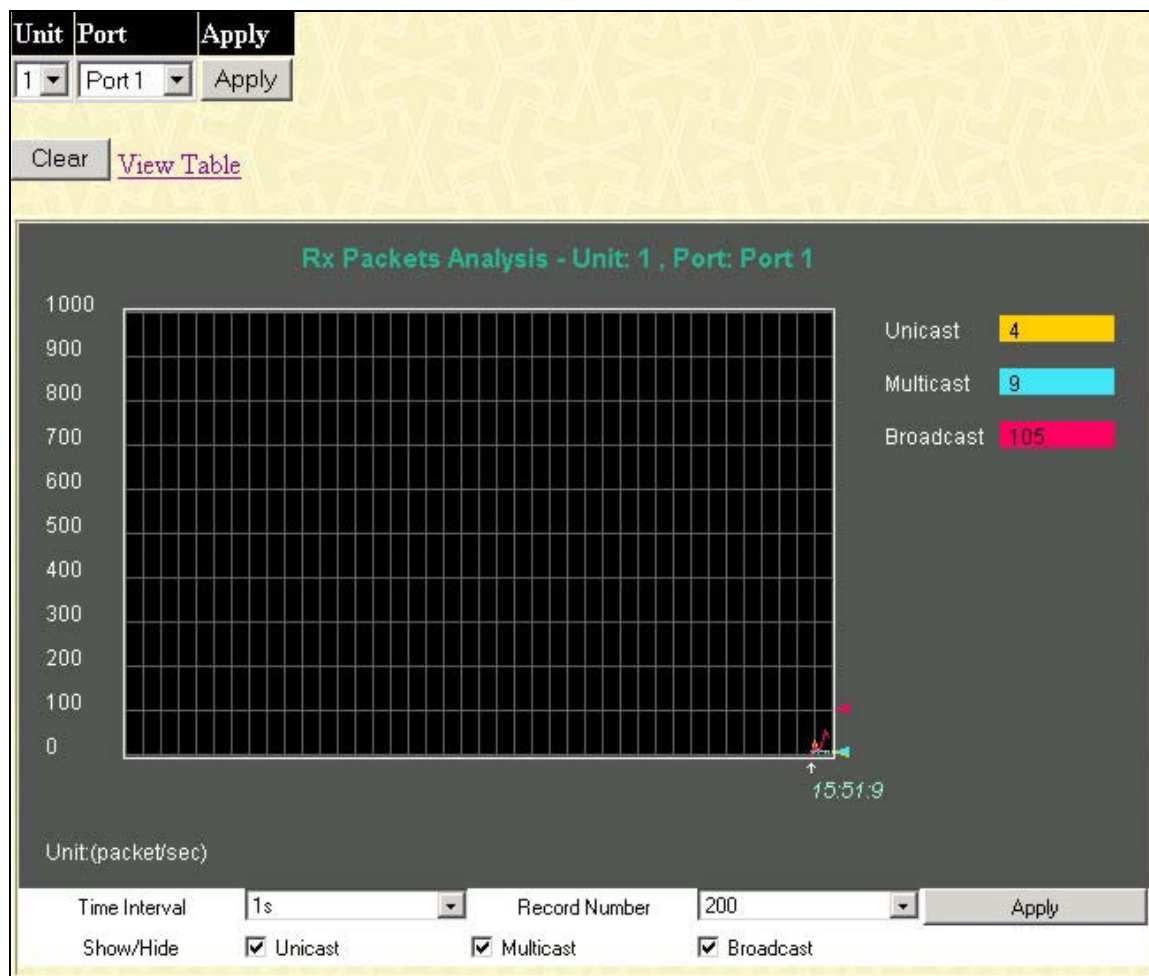 Unit Port Apply
1 Port 1 Apply
Clear View Table
Rx Packets Analysis - Unit: 1 , Port: Port 1
1000
900
800
700
600
500
400
300
200
100
0
Unicast 4
Multicast 9
Broadcast 105
15:51:9
Unit:(packet/sec)
Time Interval 1s Record Number 200 Apply
Show/Hide Unicast Multicast Broadcast